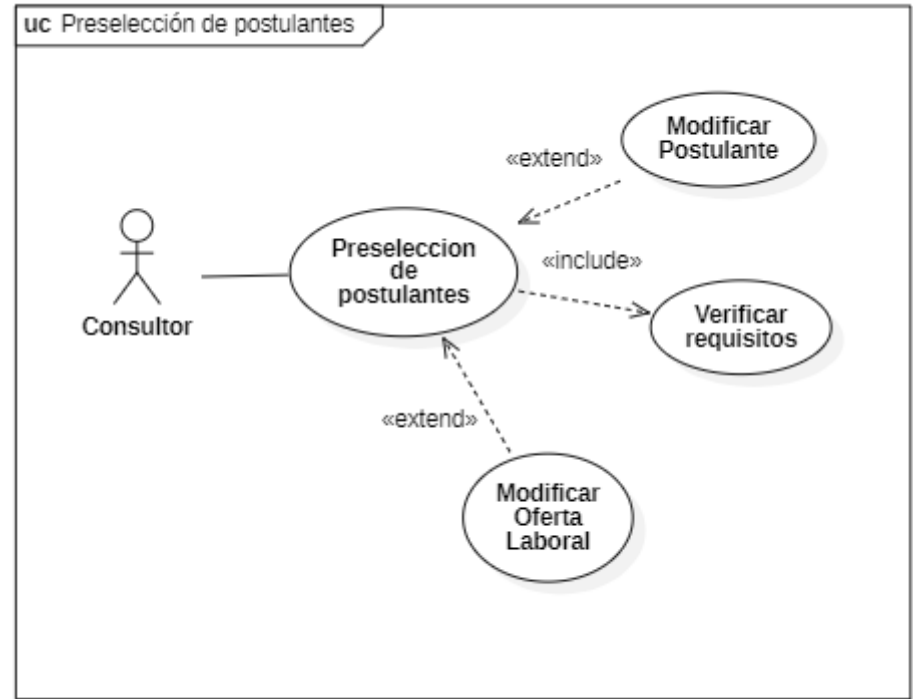 uc Preselección de postulantes
Modificar
Postulante
«extend»
Preseleccion
de
postulantes
«include»
Verificar
requisitos
Consultor
«extend»
Modificar
Oferta
Laboral